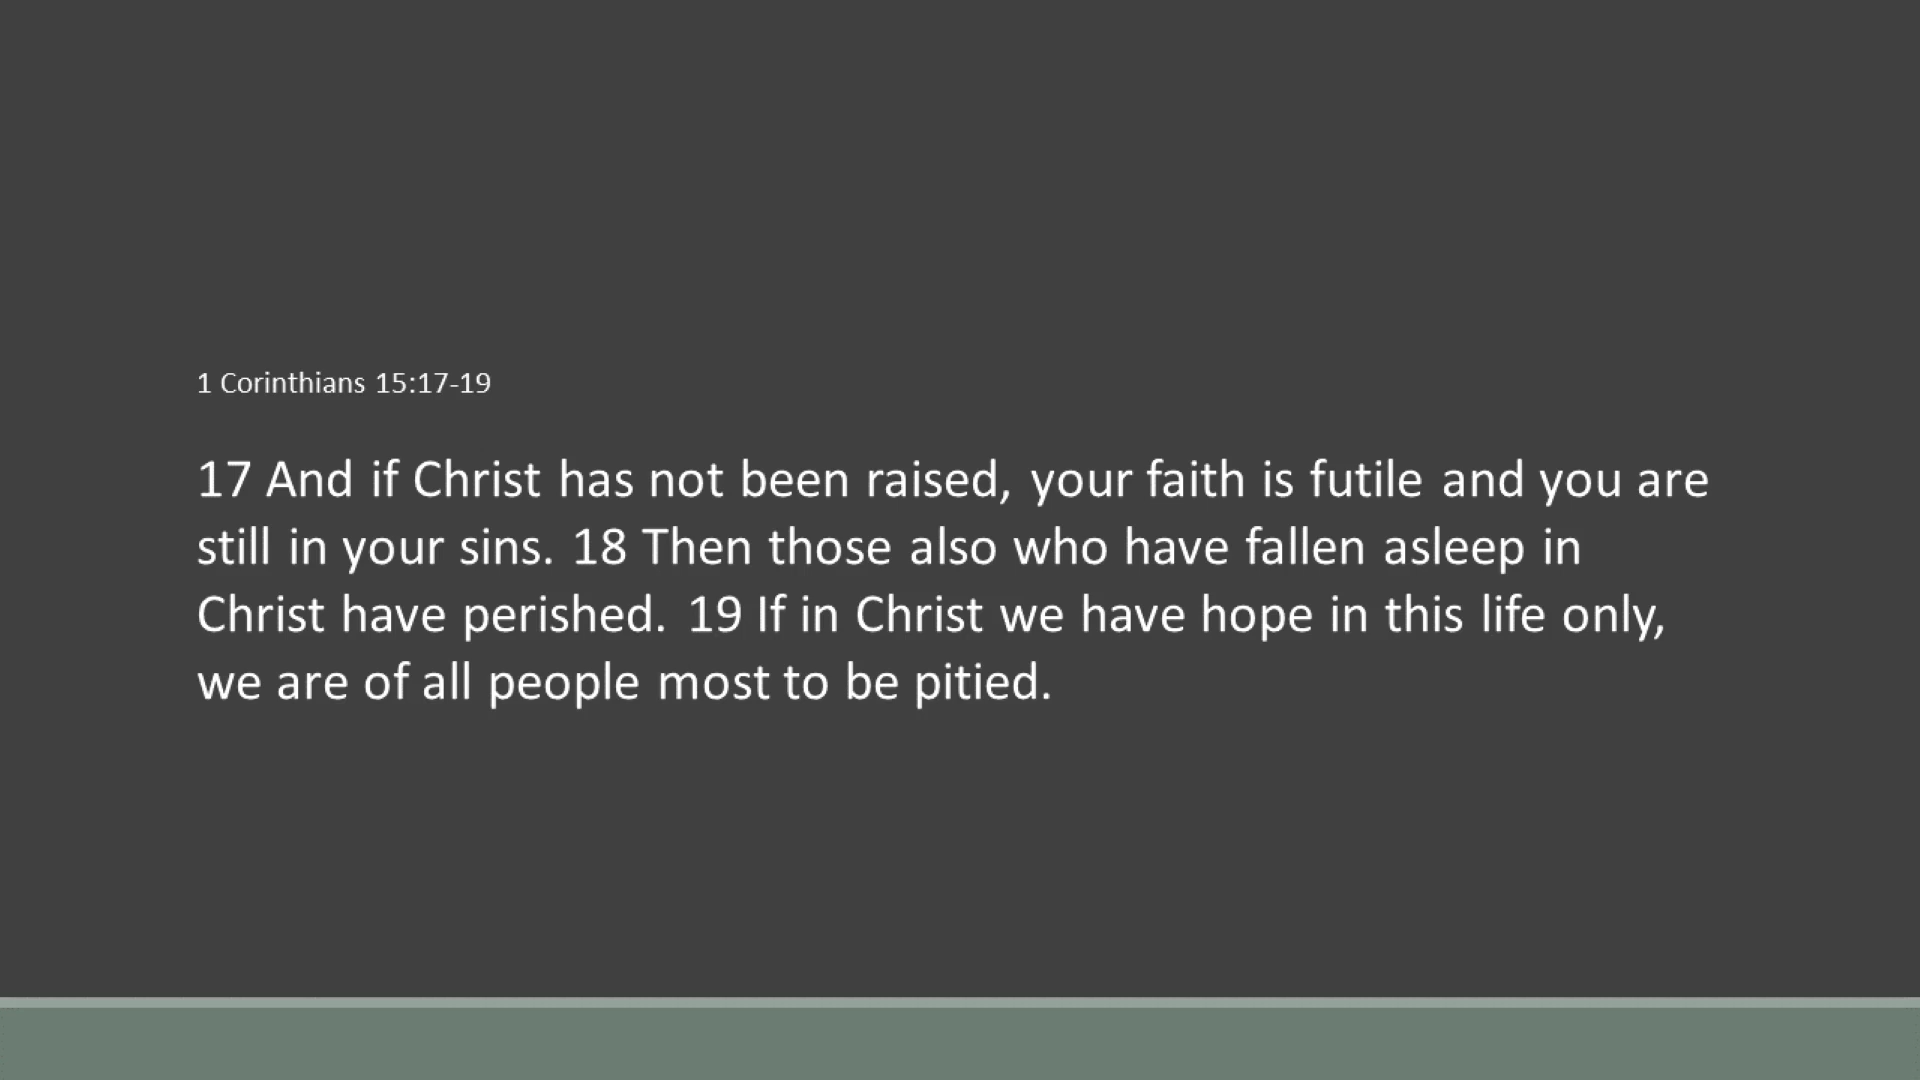 1 Corinthians 15:17-19
17 And if Christ has not been raised, your faith is futile and you are
still in your sins. 18 Then those also who have fallen asleep in
Christ have perished. 19 If in Christ we have hope in this life only,
we are of all people most to be pitied.